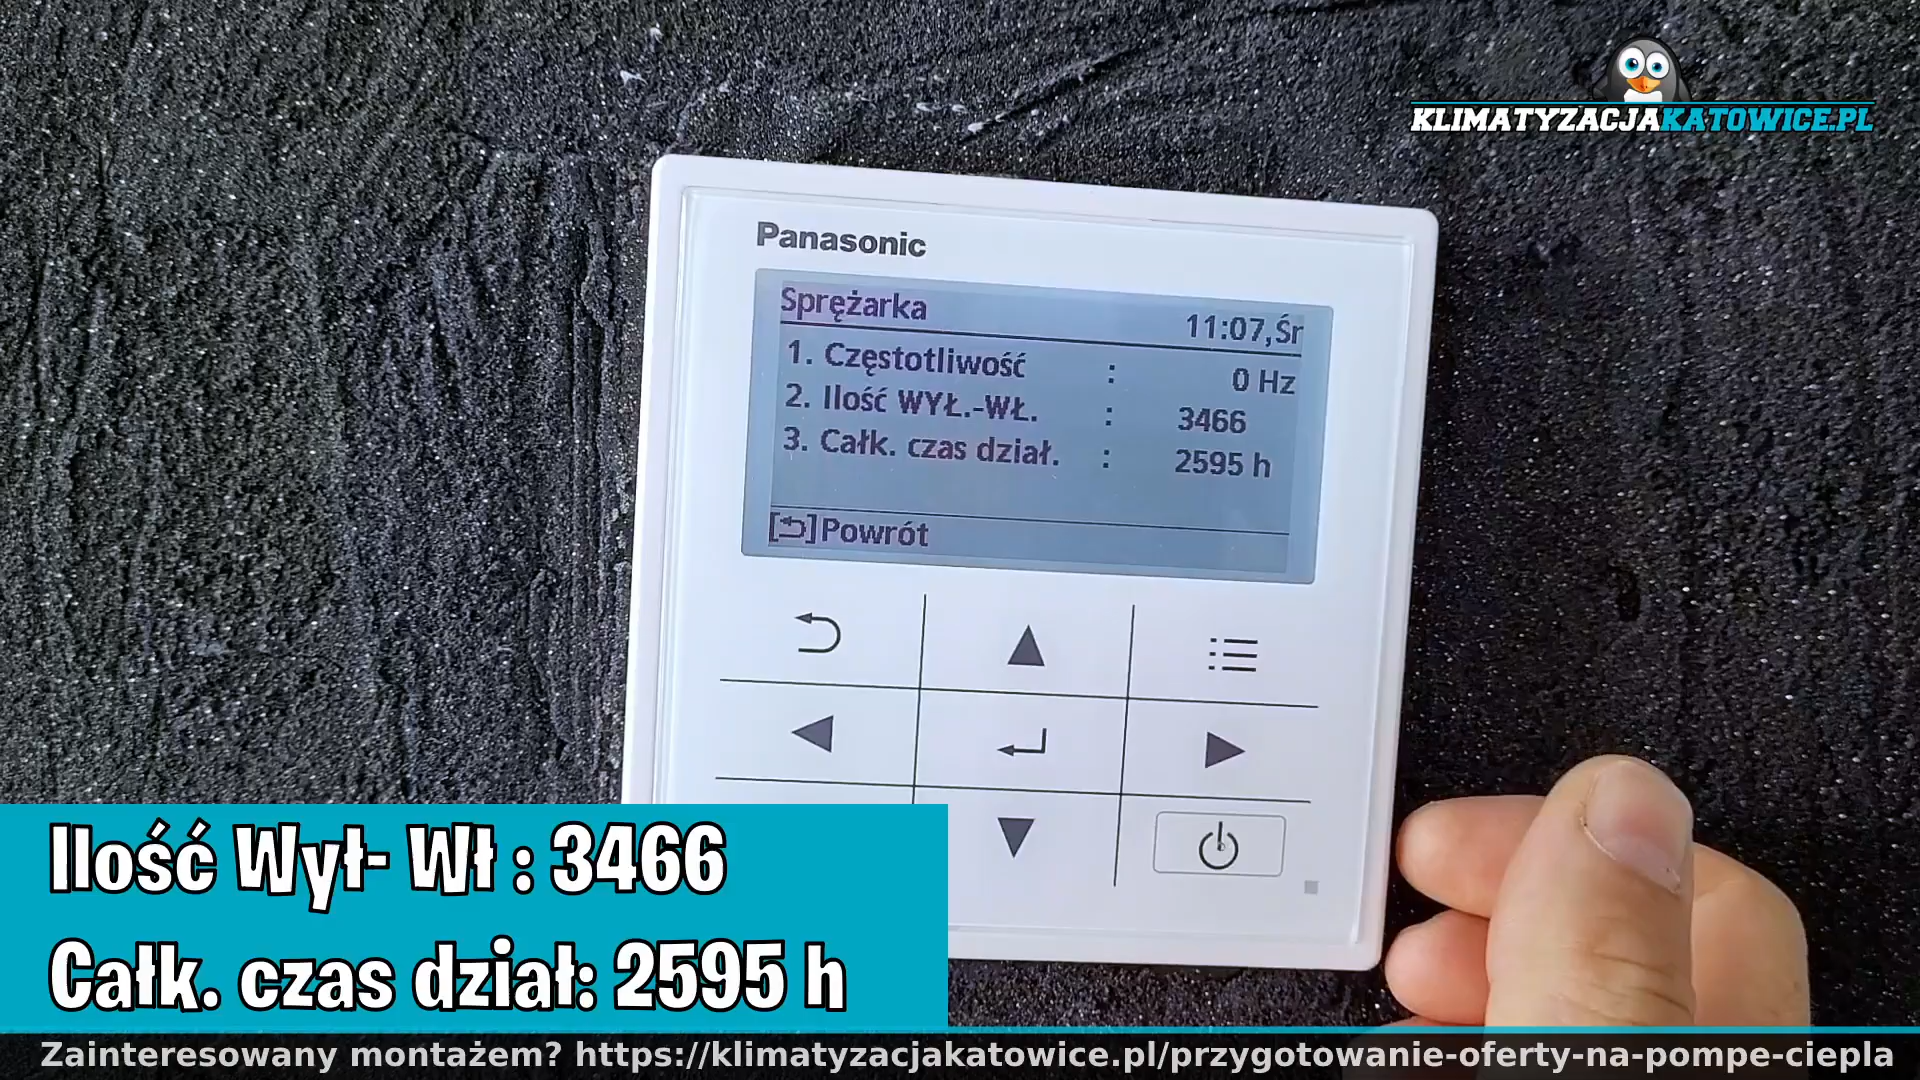 KLIMATYZACJAKATOWICE.PL
Panasonic
Sprężarka 11:07,Śr
1. Częstotliwość : 0 Hz
2. Ilość WYŁ.-WŁ. : 3466
3. Całk. czas dział. : 2595 h
[⮌]Powrót
Ilość Wył- Wł : 3466
Całk. czas dział: 2595 h
Zainteresowany montażem? https://klimatyzacjakatowice.pl/przygotowanie-oferty-na-pompe-ciepla